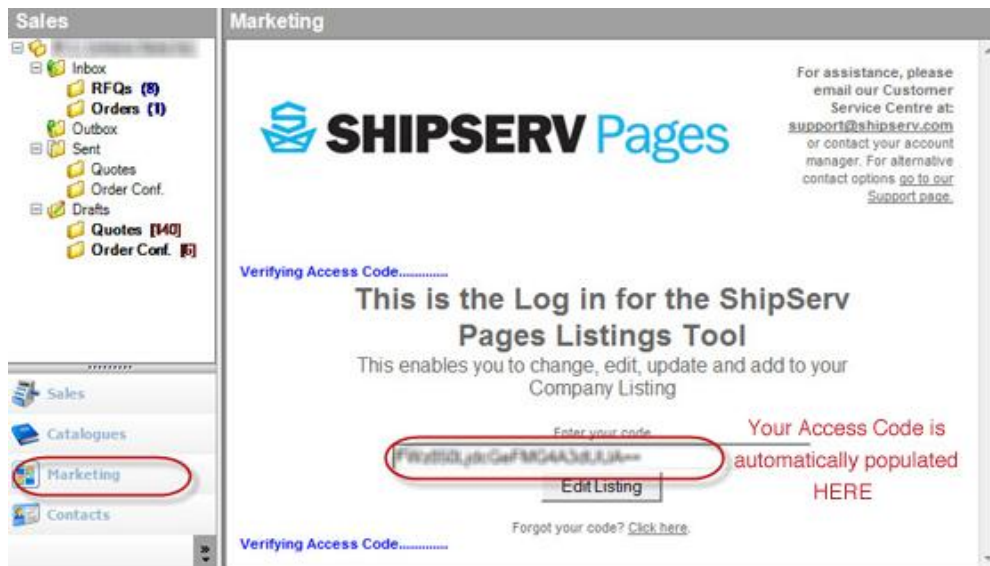 Sales
Inbox
RFQs (8)
Orders (1)
Outbox
Sent
Quotes
Order Conf.
Drafts
Quotes [140]
Order Conf. [6]
Sales
Catalogues
Marketing
Contacts
Marketing
SHIPSERV Pages
For assistance, please
email our Customer
Service Centre at:
support@shipserv.com
or contact your account
manager. For alternative
contact options go to our
Support page.
Verifying Access Code.............
This is the Log in for the ShipServ
Pages Listings Tool
This enables you to change, edit, update and add to your
Company Listing
Enter your code
Edit Listing
Forgot your code? Click here.
Verifying Access Code.............
Your Access Code is
automatically populated
HERE